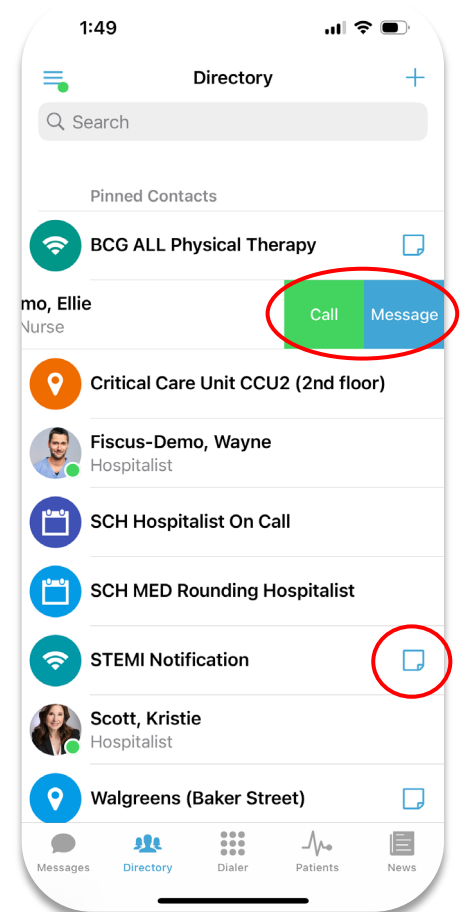 1:49
Directory
Search
Pinned Contacts
BCG ALL Physical Therapy
mo, Ellie
Nurse
Call
Message
Critical Care Unit CCU2 (2nd floor)
Fiscus-Demo, Wayne
Hospitalist
SCH Hospitalist On Call
SCH MED Rounding Hospitalist
STEMI Notification
Scott, Kristie
Hospitalist
Walgreens (Baker Street)
Messages
Directory
Dialer
Patients
News